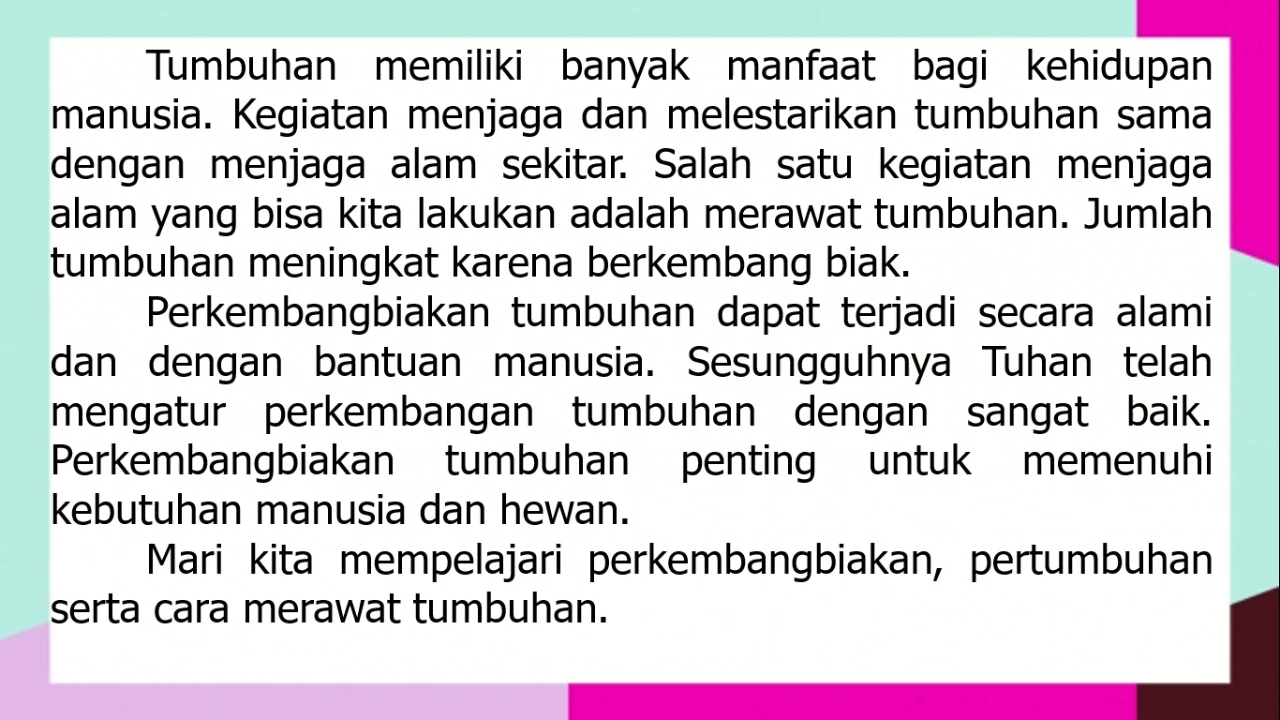 Tumbuhan memiliki banyak manfaat bagi kehidupan
manusia. Kegiatan menjaga dan melestarikan tumbuhan sama
dengan menjaga alam sekitar. Salah satu kegiatan menjaga
alam yang bisa kita lakukan adalah merawat tumbuhan. Jumlah
tumbuhan meningkat karena berkembang biak.
Perkembangbiakan tumbuhan dapat terjadi secara alami
dan dengan bantuan manusia. Sesungguhnya Tuhan telah
mengatur perkembangan tumbuhan dengan sangat baik.
Perkembangbiakan tumbuhan penting untuk memenuhi
kebutuhan manusia dan hewan.
Mari kita mempelajari perkembangbiakan, pertumbuhan
serta cara merawat tumbuhan.